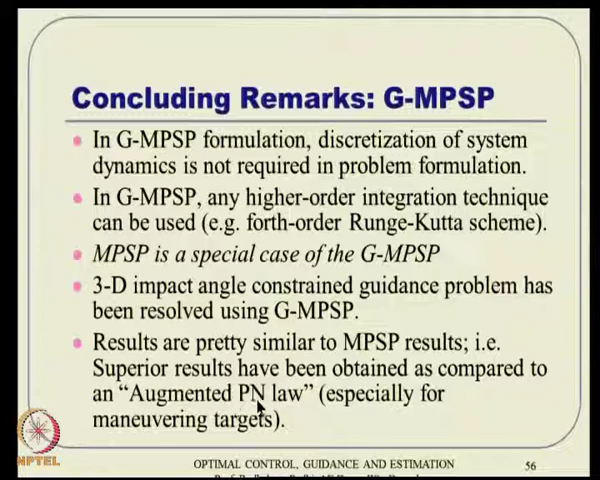 Concluding Remarks: G-MPSP
In G-MPSP formulation, discretization of system
dynamics is not required in problem formulation.
In G-MPSP, any higher-order integration technique
can be used (e.g. forth-order Runge-Kutta scheme).
MPSP is a special case of the G-MPSP
3-D impact angle constrained guidance problem has
been resolved using G-MPSP.
Results are pretty similar to MPSP results; i.e.
Superior results have been obtained as compared to
an “Augmented PN law” (especially for
maneuvering targets).
NPTEL
OPTIMAL CONTROL, GUIDANCE AND ESTIMATION
56